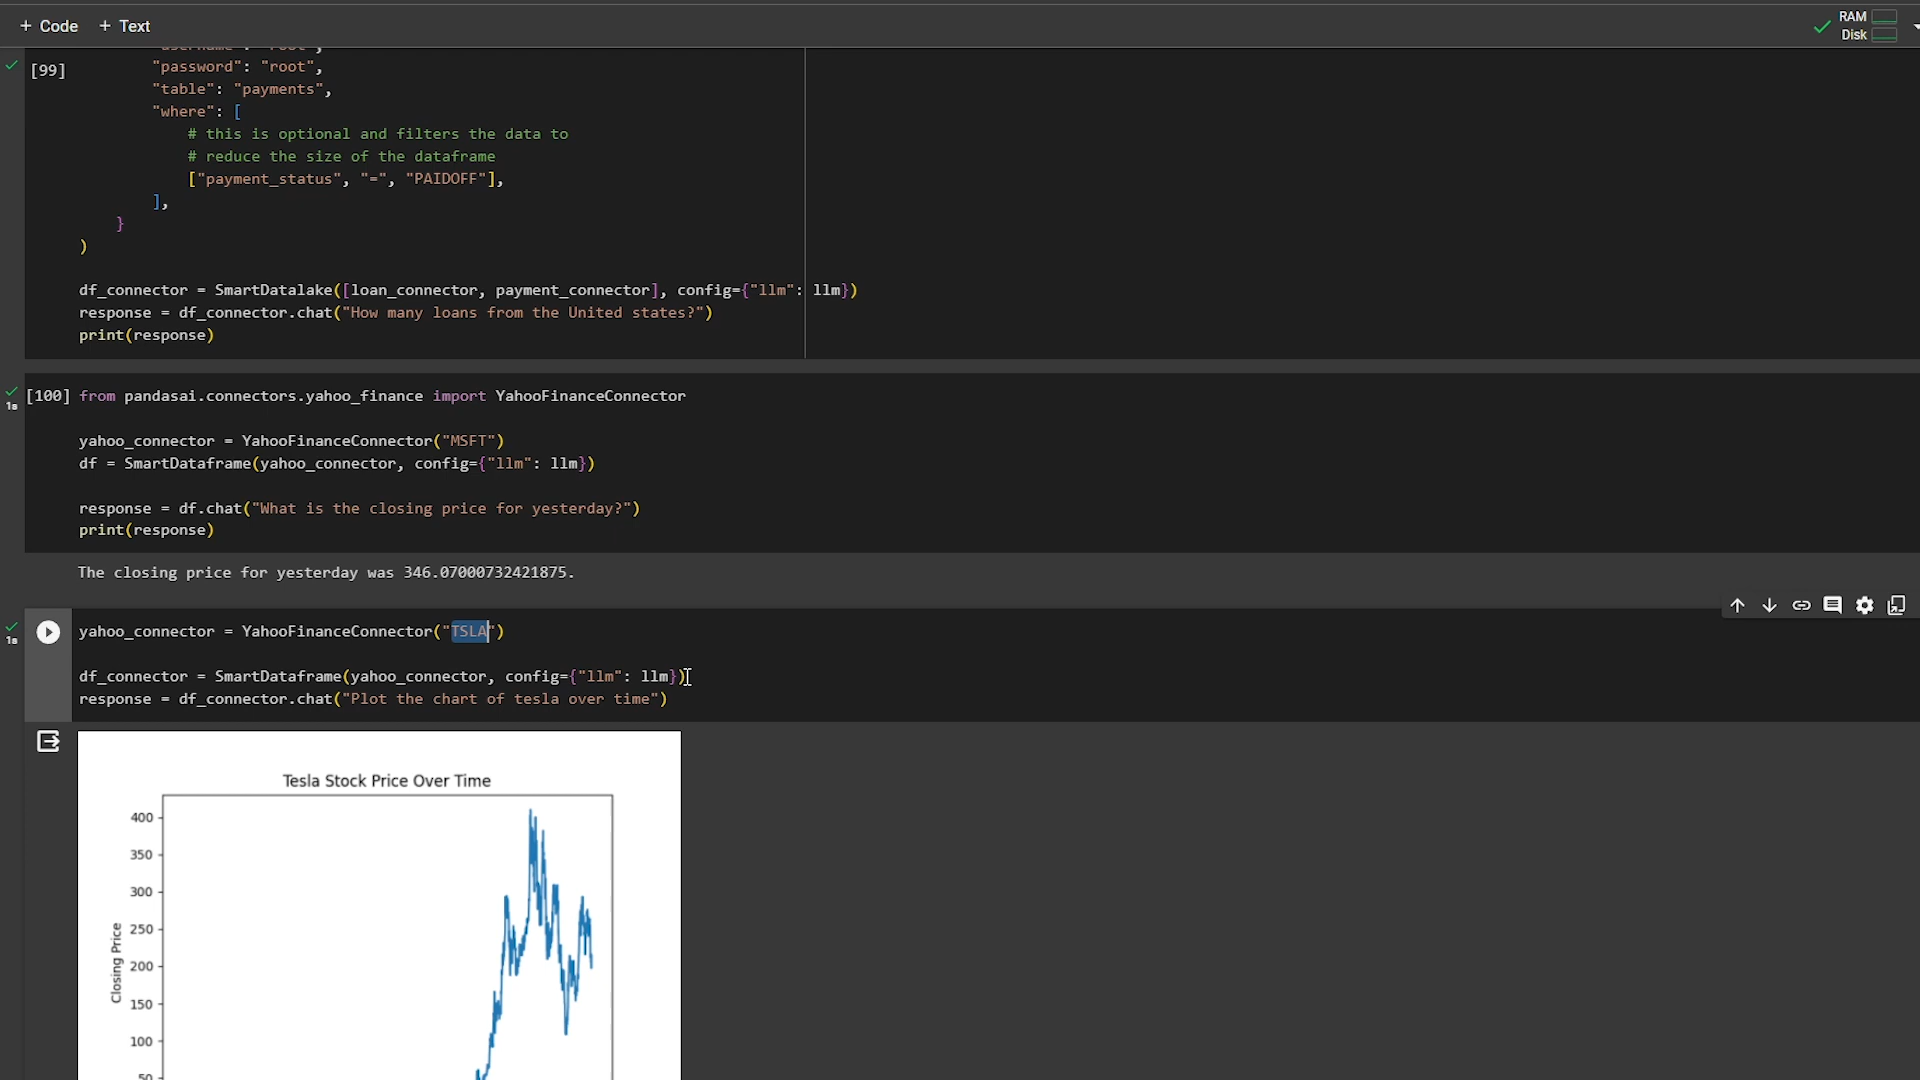 + Code + Text
RAM
Disk
"username": "root",
[99]
"password": "root",
"table": "payments",
"where": [
# this is optional and filters the data to
# reduce the size of the dataframe
["payment_status", "=", "PAIDOFF"],
],
}
)
df_connector = SmartDatalake([loan_connector, payment_connector], config={"llm": llm})
response = df_connector.chat("How many loans from the United states?")
print(response)
1s
[100] from pandasai.connectors.yahoo_finance import YahooFinanceConnector
yahoo_connector = YahooFinanceConnector("MSFT")
df = SmartDataframe(yahoo_connector, config={"llm": llm})
response = df.chat("What is the closing price for yesterday?")
print(response)
The closing price for yesterday was 346.07000732421875.
1s
yahoo_connector = YahooFinanceConnector("TSLA")
df_connector = SmartDataframe(yahoo_connector, config={"llm": llm})
response = df_connector.chat("Plot the chart of tesla over time")
Tesla Stock Price Over Time
400
350
300
250
200
150
100
50
Closing Price